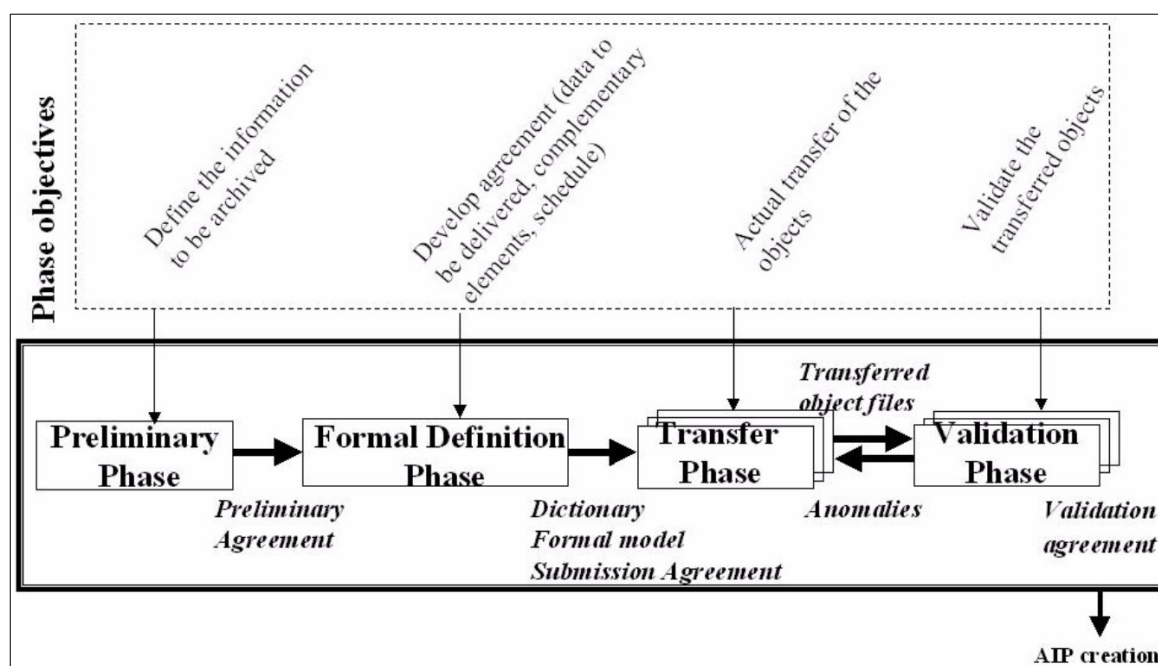 Phase objectives
Define the information
to be archived
Develop agreement (data to
be delivered, complementary
elements, schedule)
Actual transfer of the
objects
Validate the
transferred objects
Transferred
object files
Preliminary
Phase
Formal Definition
Phase
Transfer
Phase
Validation
Phase
Preliminary
Agreement
Dictionary
Formal model
Submission Agreement
Anomalies
Validation
agreement
AIP creation